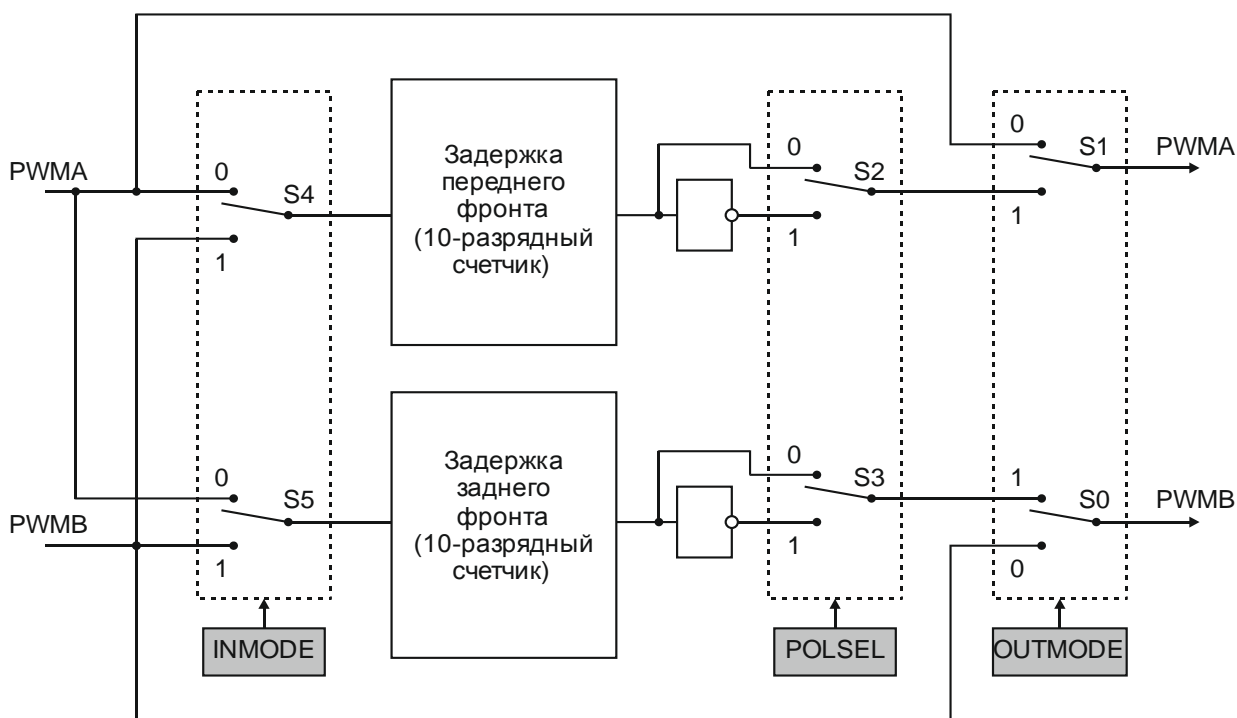 PWMA
0
S4
1
Задержка
переднего
фронта
(10-разрядный
счетчик)
0
S2
1
0
S1
PWMA
1
PWMB
0
S5
1
Задержка
заднего
фронта
(10-разрядный
счетчик)
0
S3
1
1
S0
PWMB
0
INMODE
POLSEL
OUTMODE